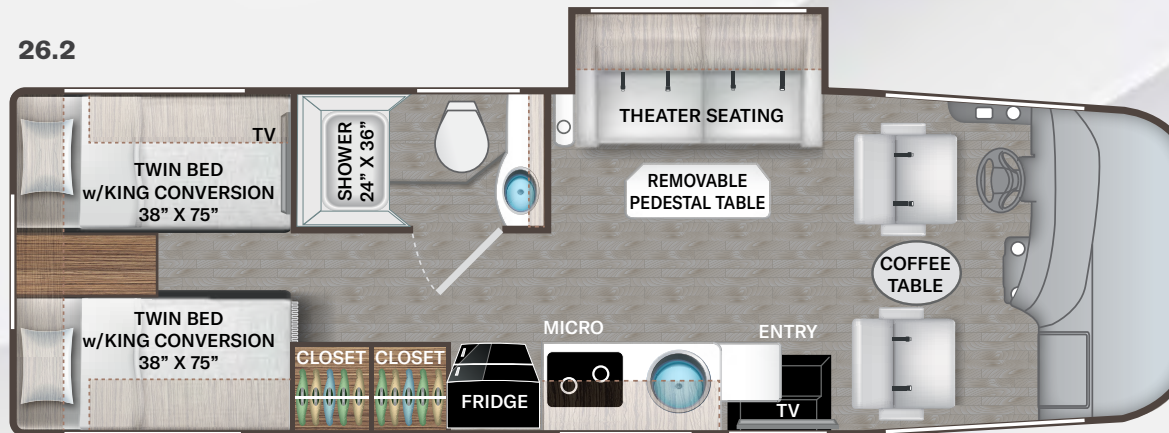 26.2
THEATER SEATING
TV
SHOWER
24” X 36”
TWIN BED
w/KING CONVERSION
38” X 75”
REMOVABLE
PEDESTAL TABLE
COFFEE
TABLE
TWIN BED
w/KING CONVERSION
38” X 75”
MICRO
ENTRY
CLOSET
CLOSET
FRIDGE
TV